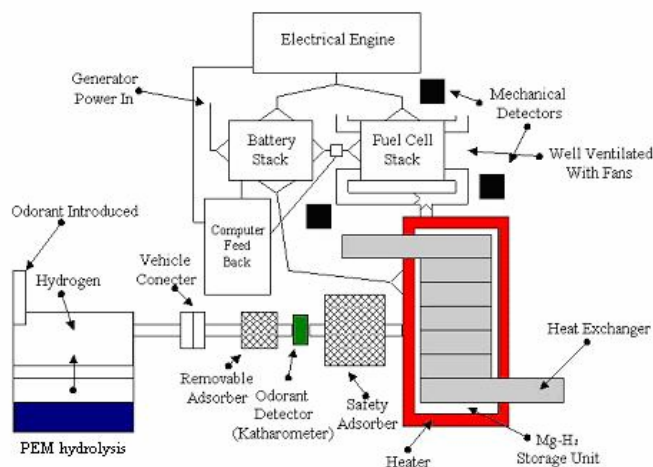 Electrical Engine
Generator
Power In
Mechanical
Detectors
Battery
Stack
Fuel Cell
Stack
Well Ventilated
With Fans
Odorant Introduced
Computer
Feed
Back
Vehicle
Conecter
Hydrogen
Heat Exchanger
Removable
Adsorber
Odorant
Detector
(Katharometer)
Safety
Adsorber
PEM hydrolysis
Heater
Mg-H₂
Storage Unit